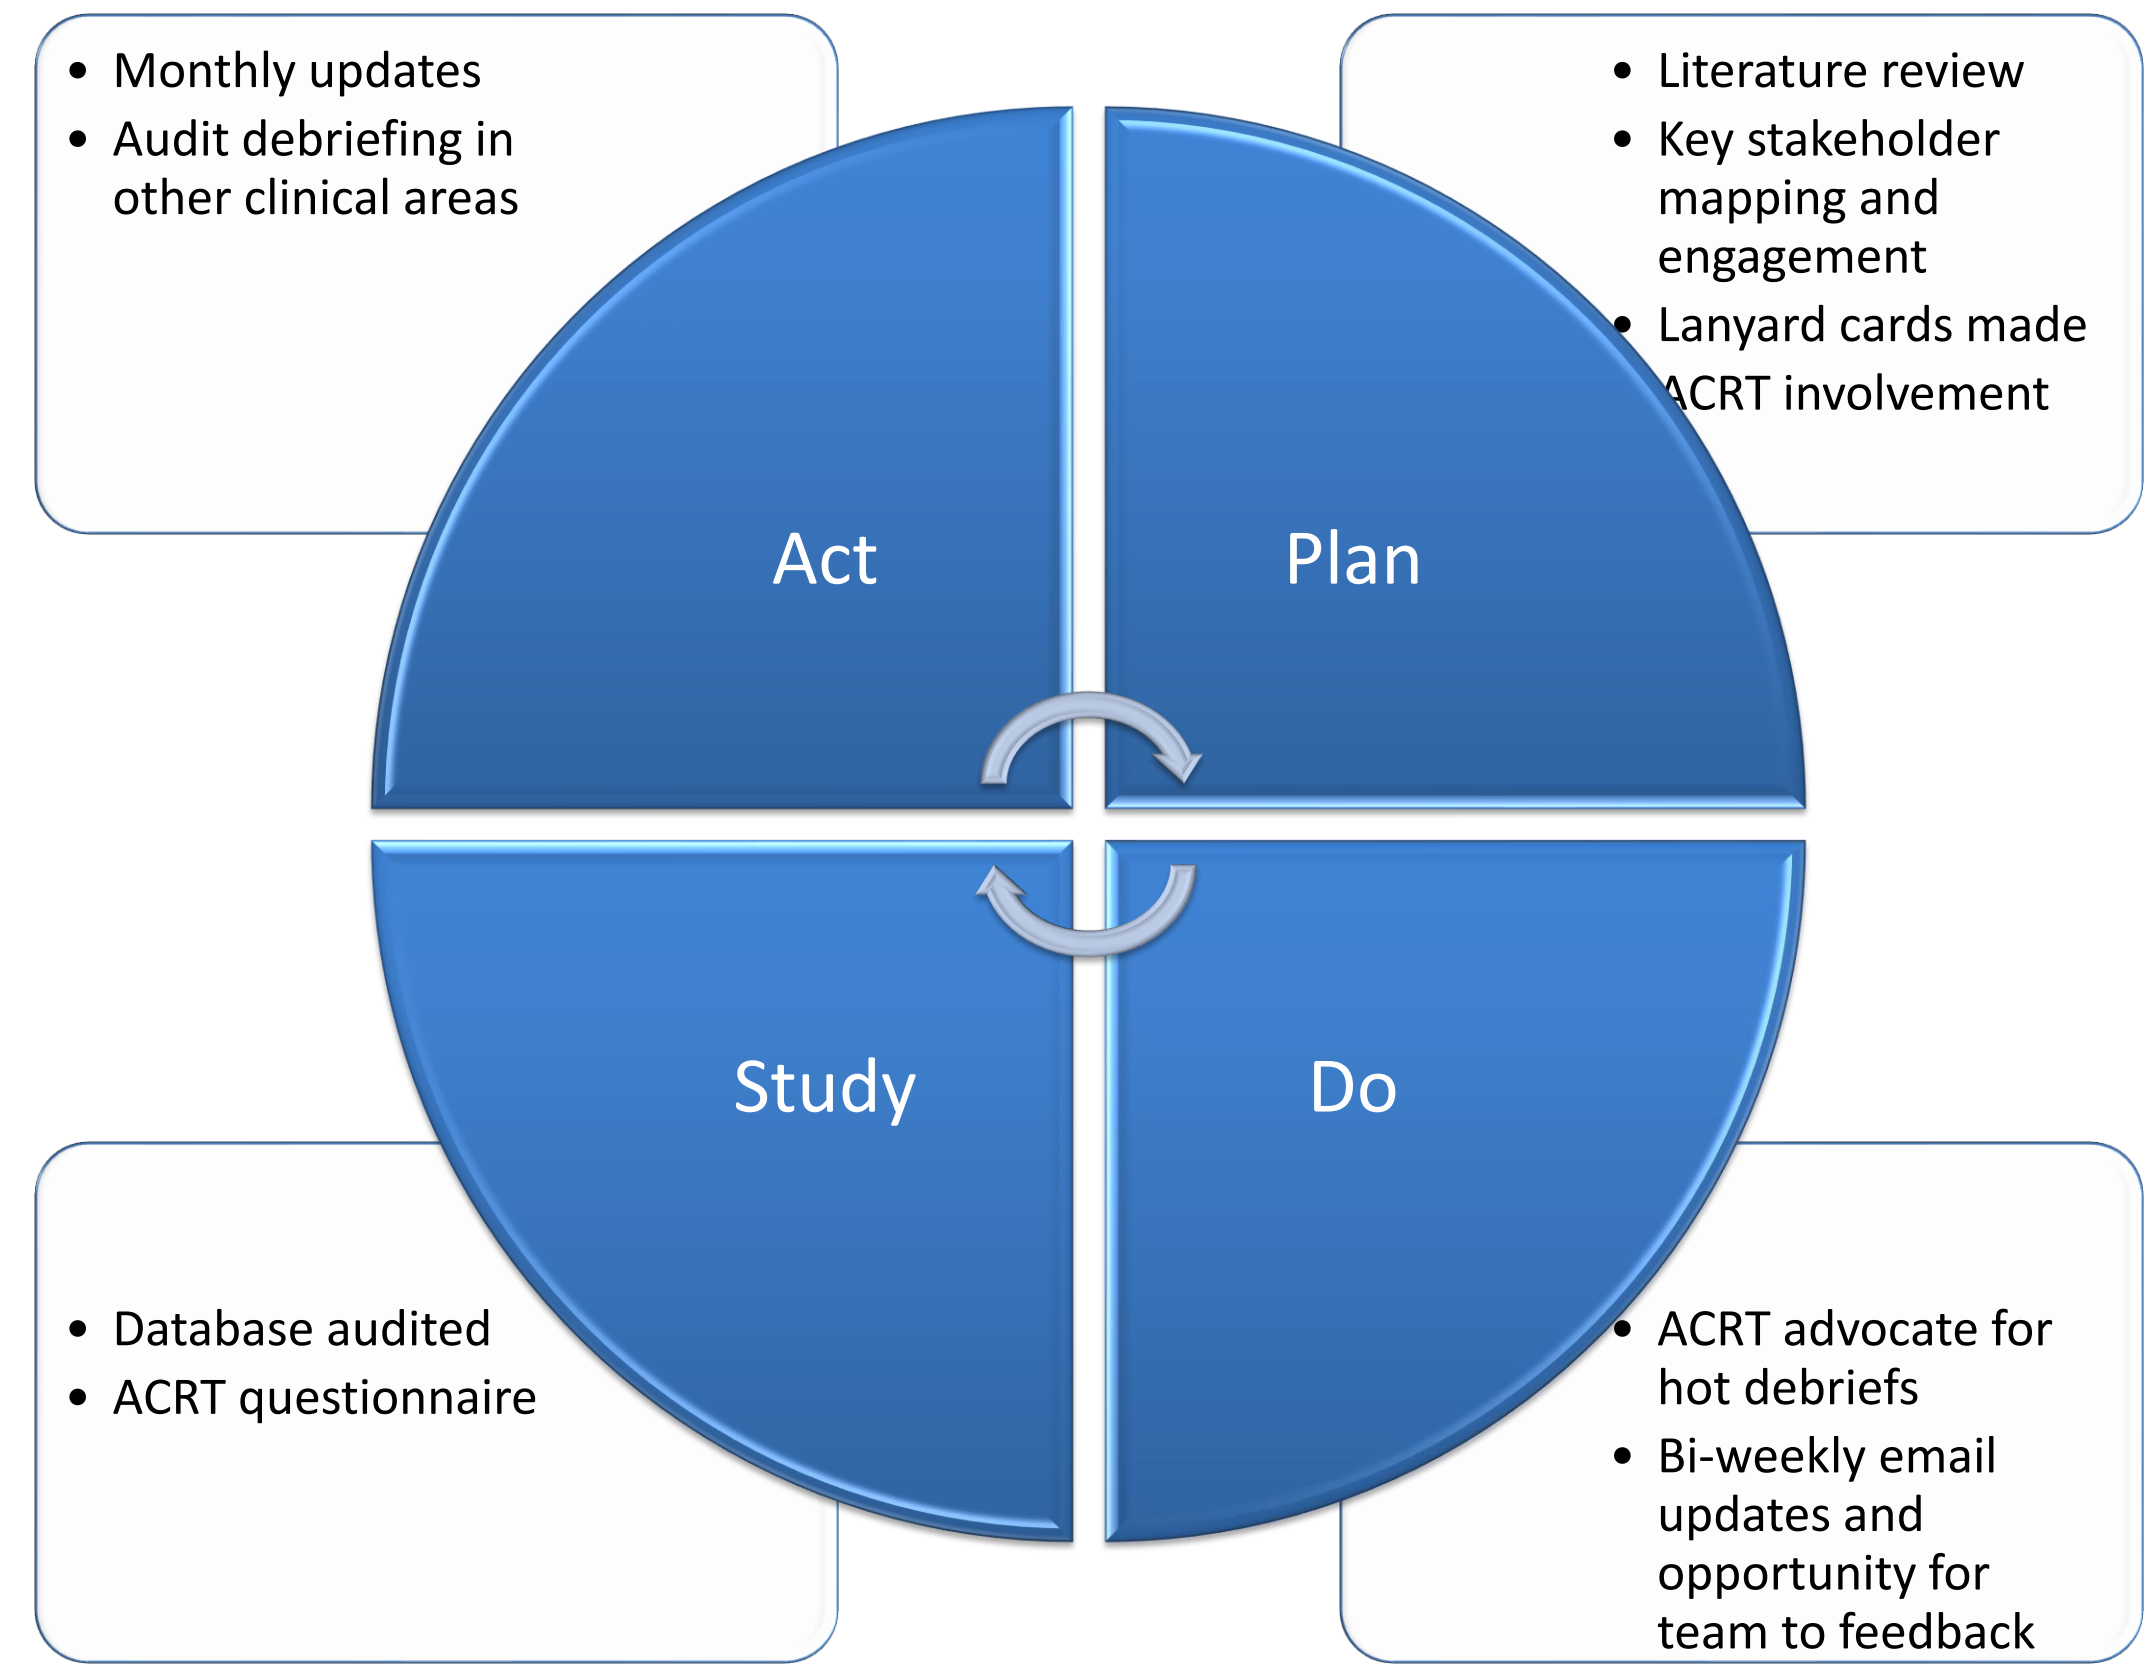 • Monthly updates
• Audit debriefing in
other clinical areas
• Literature review
• Key stakeholder
mapping and
engagement
• Lanyard cards made
ACRT involvement
Act
Plan
Study
Do
• Database audited
• ACRT questionnaire
• ACRT advocate for
hot debriefs
• Bi-weekly email
updates and
opportunity for
team to feedback